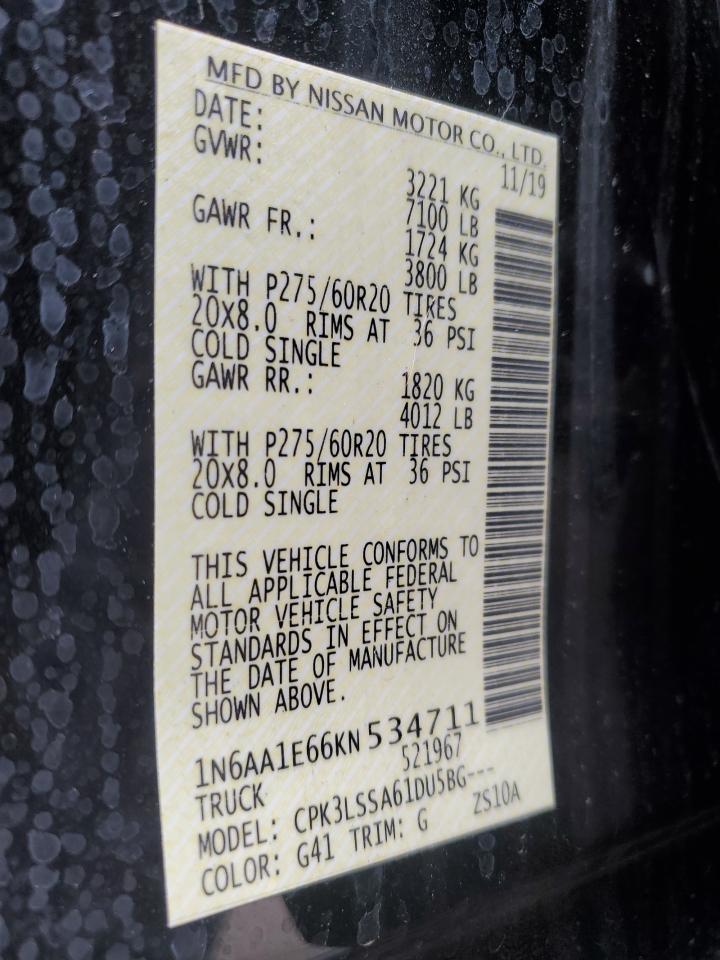 MFD BY NISSAN MOTOR CO., LTD.
DATE: 11/19
GVWR: 3221 KG
7100 LB
GAWR FR.: 1724 KG
3800 LB
WITH P275/60R20 TIRES
20X8.0 RIMS AT 36 PSI
COLD SINGLE
GAWR RR.: 1820 KG
4012 LB
WITH P275/60R20 TIRES
20X8.0 RIMS AT 36 PSI
COLD SINGLE
THIS VEHICLE CONFORMS TO
ALL APPLICABLE FEDERAL
MOTOR VEHICLE SAFETY
STANDARDS IN EFFECT ON
THE DATE OF MANUFACTURE
SHOWN ABOVE.
1N6AA1E66KN534711
521967
TRUCK
MODEL: CPK3LSSA61DU5BG---
COLOR: G41 TRIM: G ZS10A